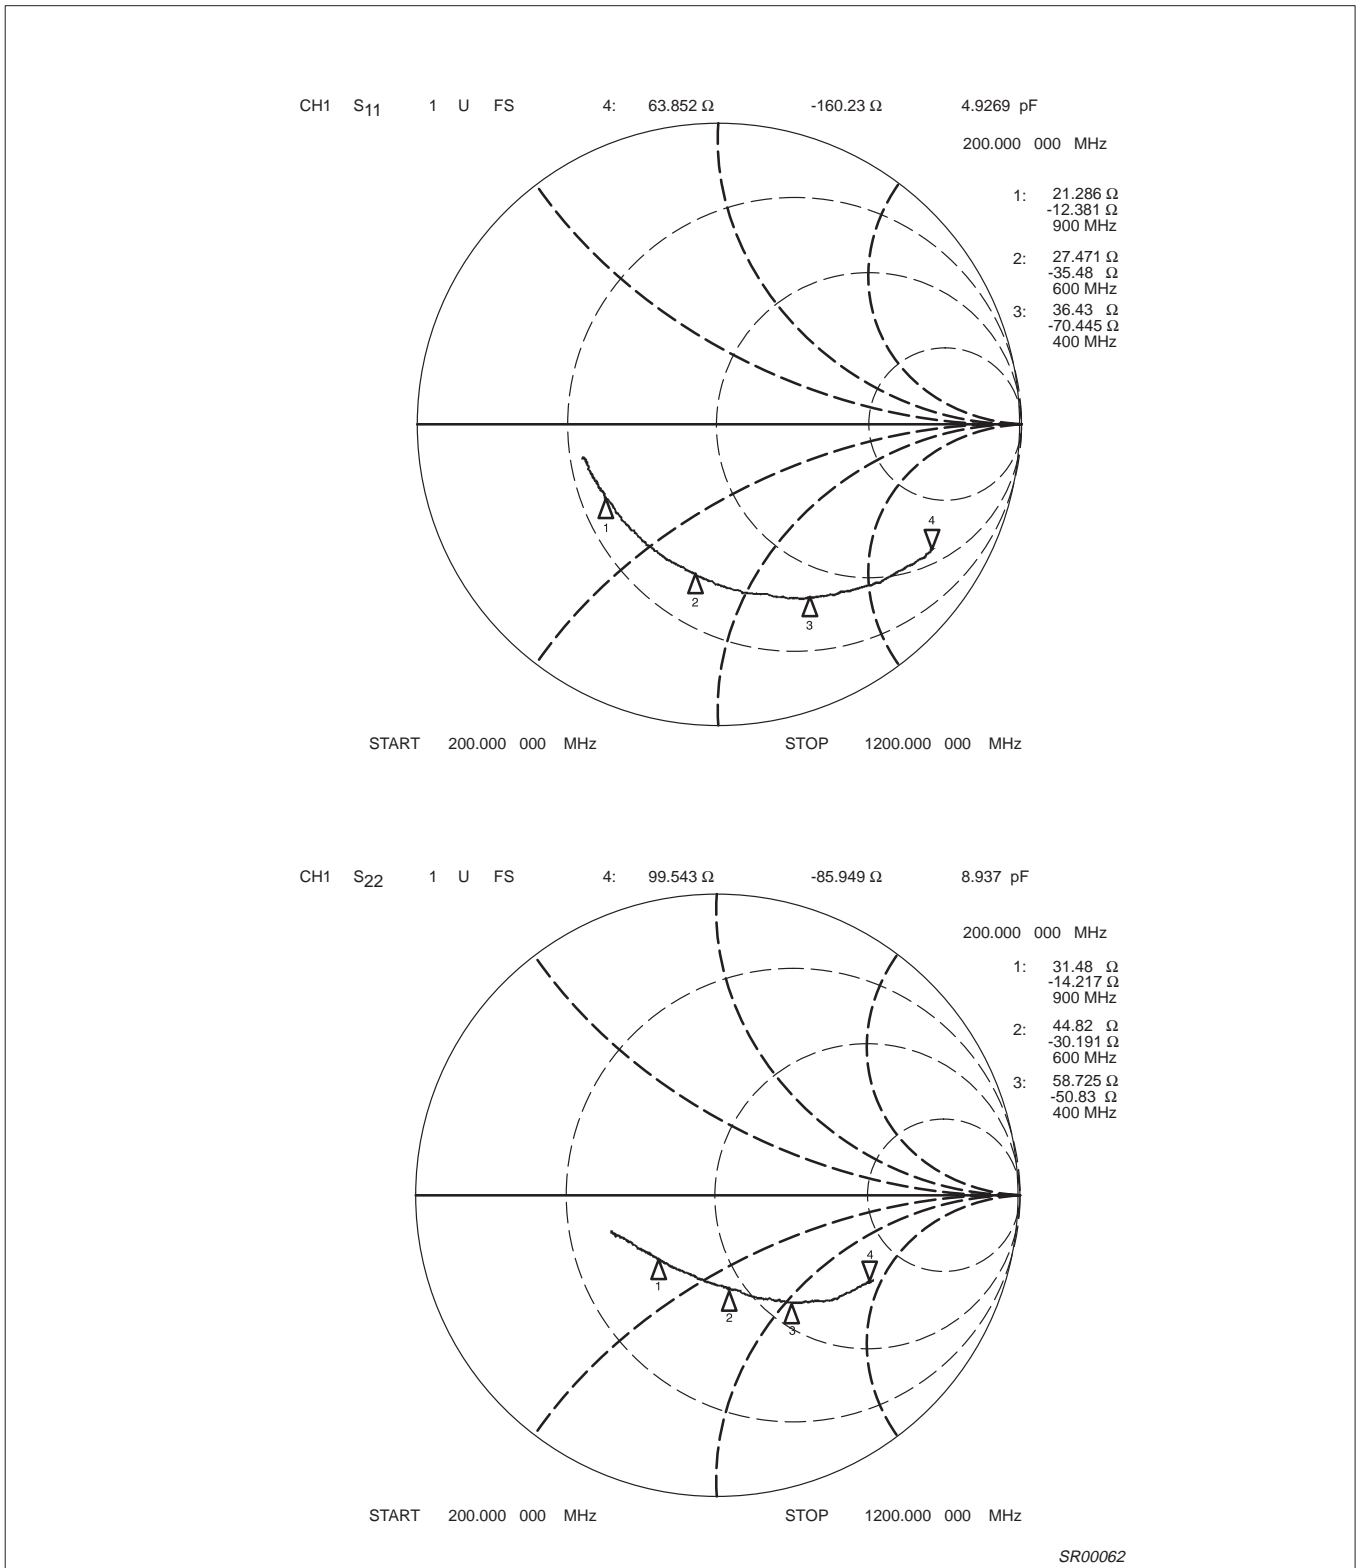 CH1 S11 1 U FS 4: 63.852 Ω -160.23 Ω 4.9269 pF
200.000 000 MHz
1: 21.286 Ω
-12.381 Ω
900 MHz
2: 27.471 Ω
-35.48 Ω
600 MHz
3: 36.43 Ω
-70.445 Ω
400 MHz
4
1
2
3
START 200.000 000 MHz STOP 1200.000 000 MHz
CH1 S22 1 U FS 4: 99.543 Ω -85.949 Ω 8.937 pF
200.000 000 MHz
1: 31.48 Ω
-14.217 Ω
900 MHz
2: 44.82 Ω
-30.191 Ω
600 MHz
3: 58.725 Ω
-50.83 Ω
400 MHz
4
1
2
3
START 200.000 000 MHz STOP 1200.000 000 MHz
SR00062